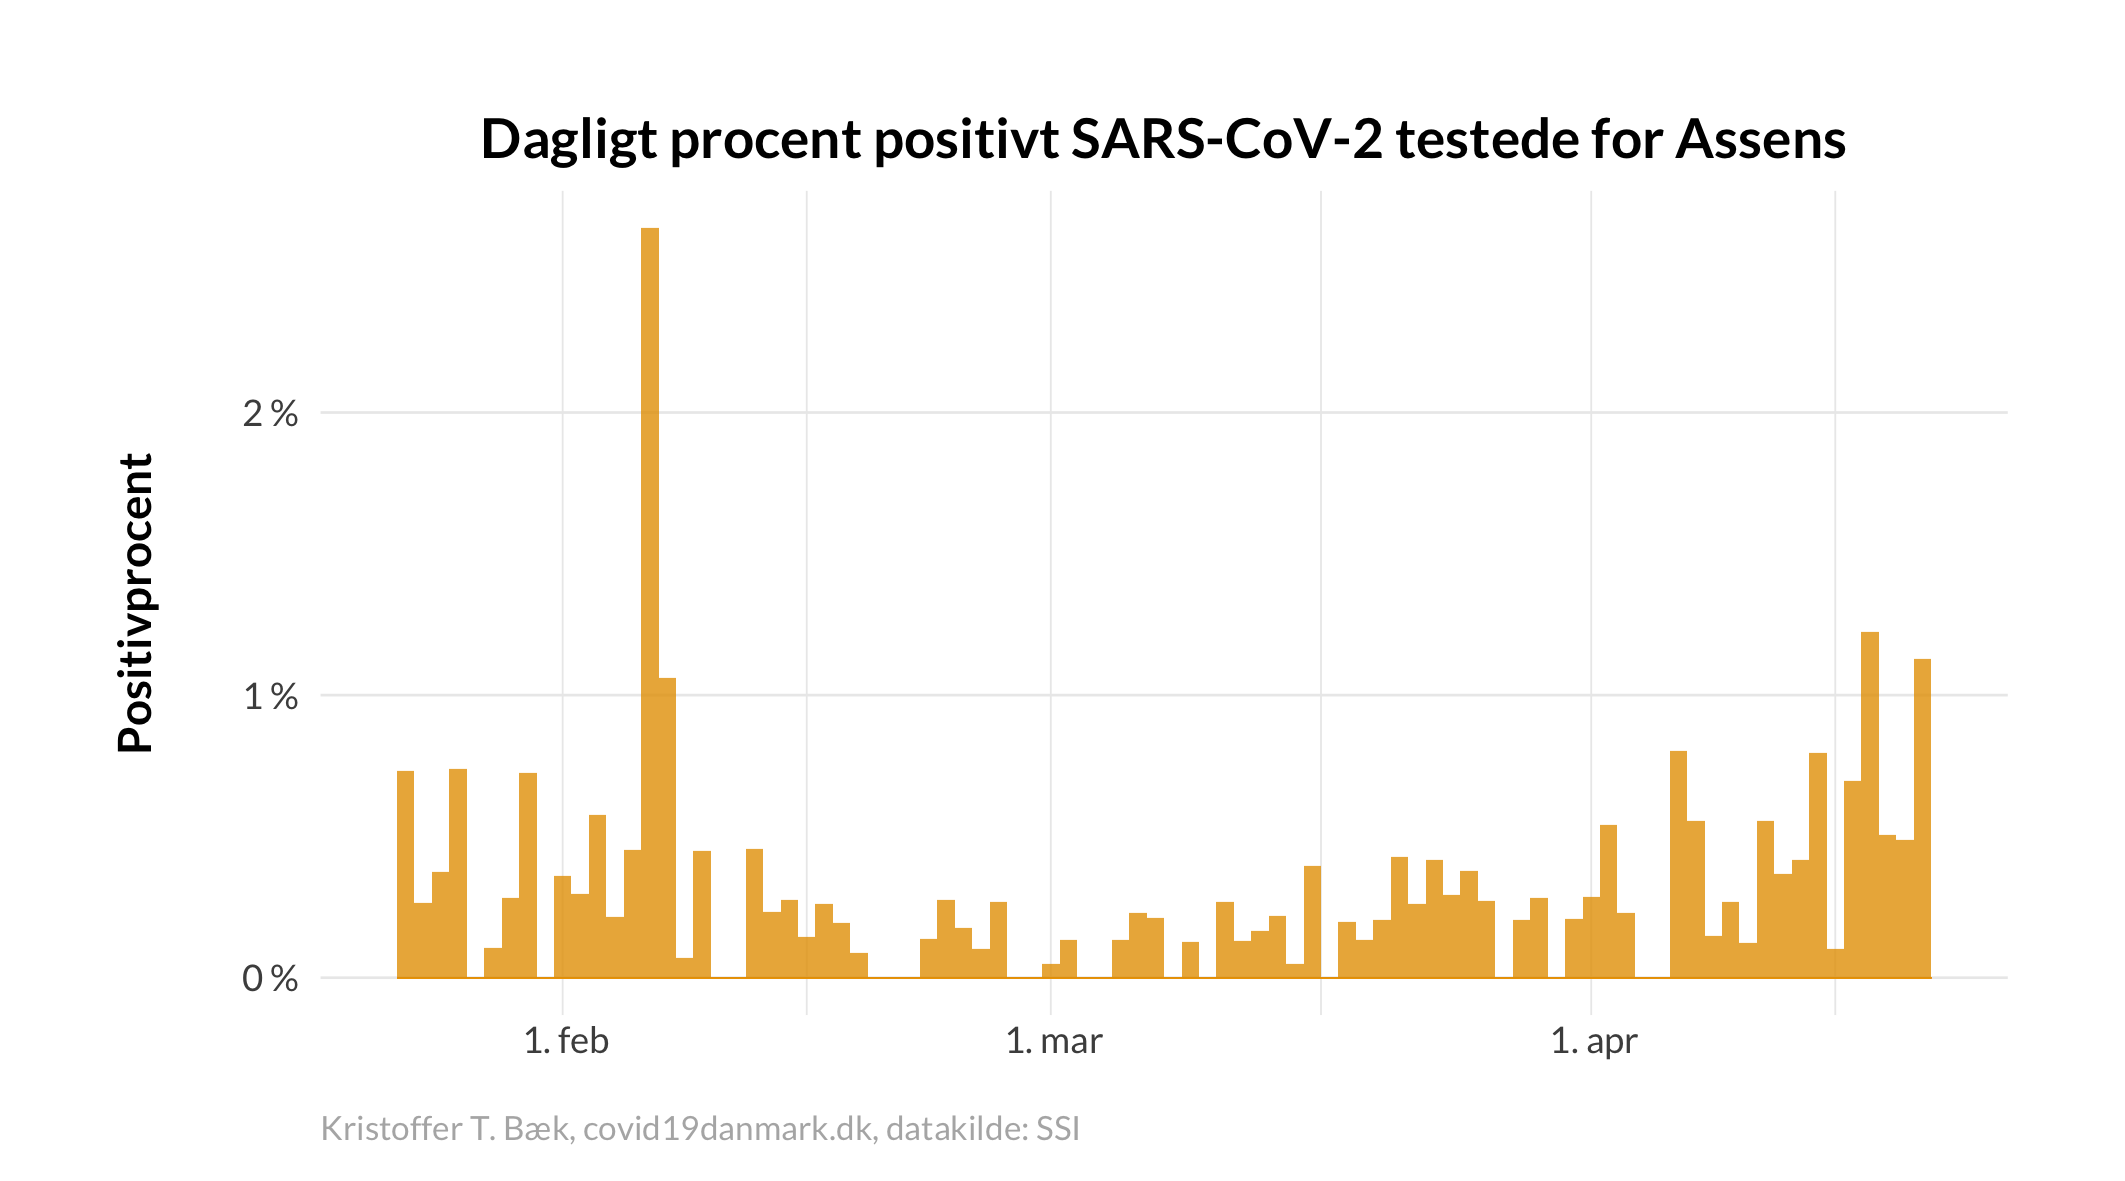 Dagligt procent positivt SARS-CoV-2 testede for Assens
Positivprocent
2 %
1 %
0 %
1. feb
1. mar
1. apr
Kristoffer T. Bæk, covid19danmark.dk, datakilde: SSI